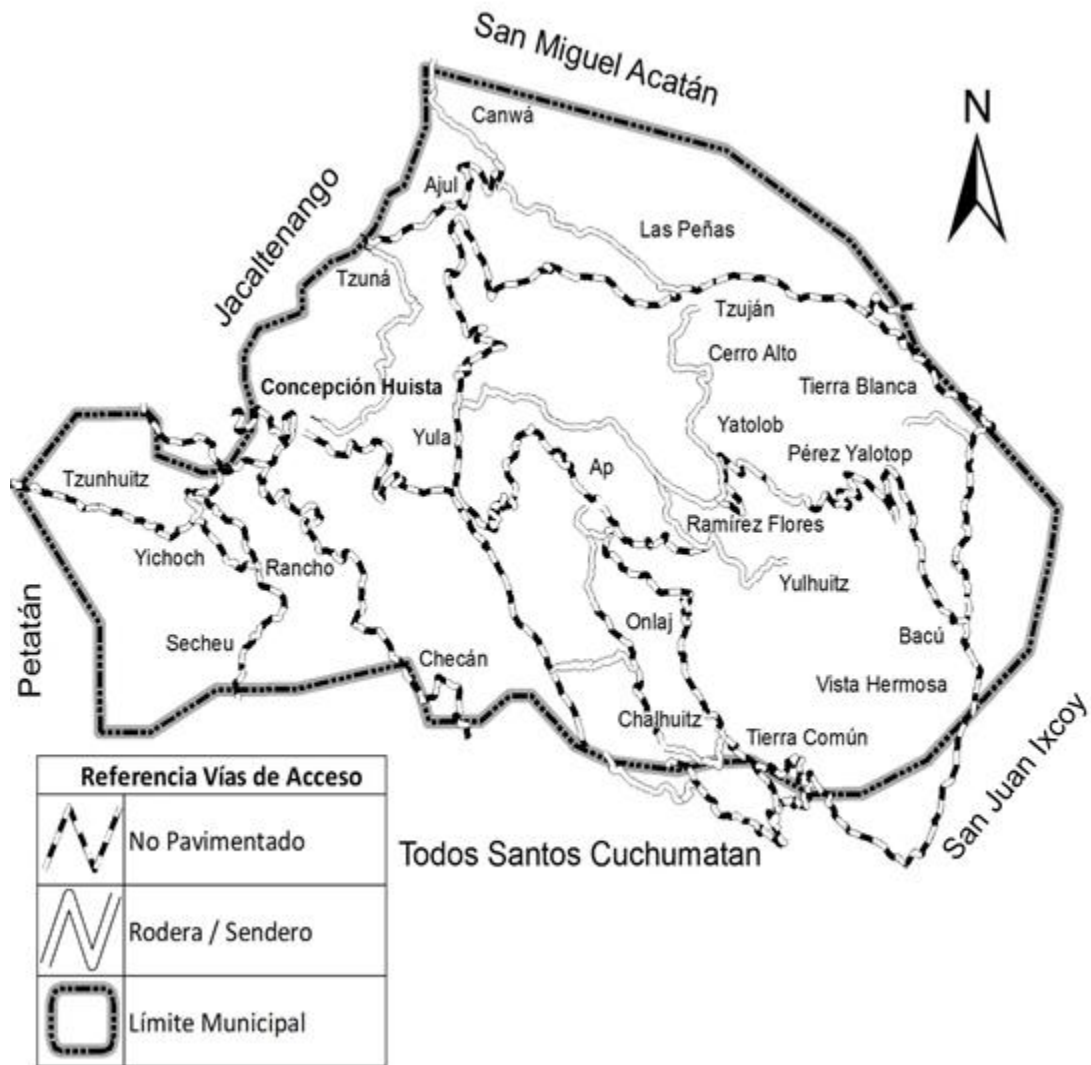 San Miguel Acatán
N
Canwá
Ajul
Jacaltenango
Las Peñas
Tzuná
Tzuján
Cerro Alto
Concepción Huista
Tierra Blanca
Yula
Yatolob
Pérez Yalotop
Ap
Tzunhuitz
Ramírez Flores
Yichoch
Rancho
Yulhuitz
Onlaj
Bacú
Petatán
Secheu
Checán
Vista Hermosa
Chalhuitz
Tierra Común
San Juan Ixcoy
Todos Santos Cuchumatan
Referencia Vías de Acceso
No Pavimentado
Rodera / Sendero
Límite Municipal